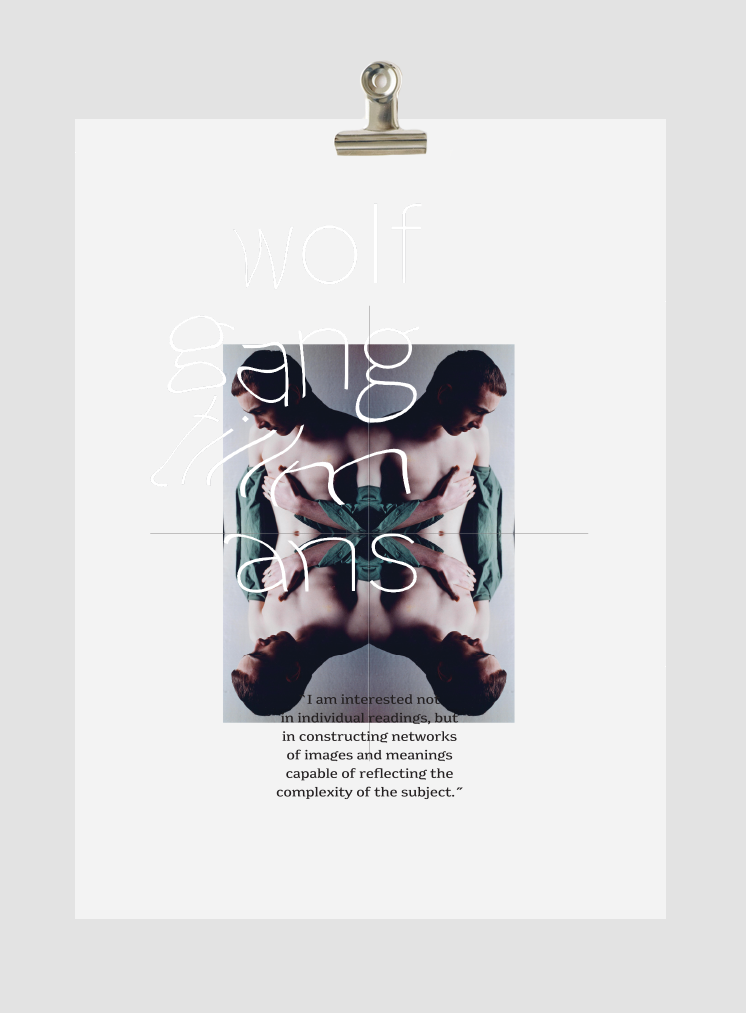 wolf
gang
tillm
ans
"I am interested not
in individual readings, but
in constructing networks
of images and meanings
capable of reflecting the
complexity of the subject."